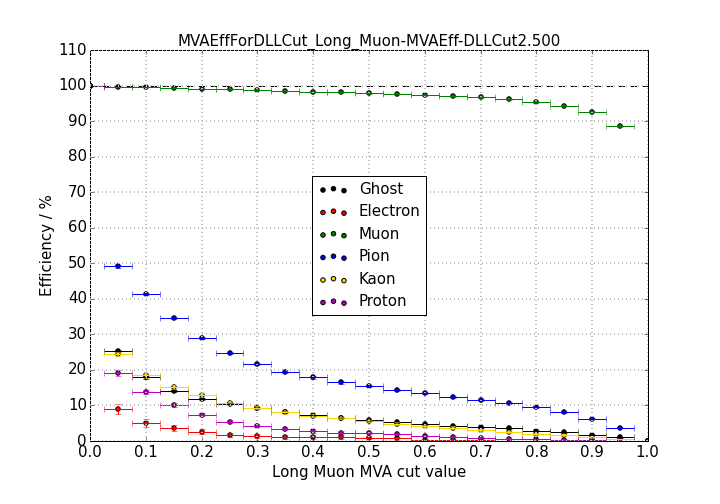 MVAEffForDLLCut_Long_Muon-MVAEff-DLLCut2.500
110
100
90
80
70
60
50
40
30
20
10
0
Efficiency / %
Ghost
Electron
Muon
Pion
Kaon
Proton
0.0 0.1 0.2 0.3 0.4 0.5 0.6 0.7 0.8 0.9 1.0
Long Muon MVA cut value